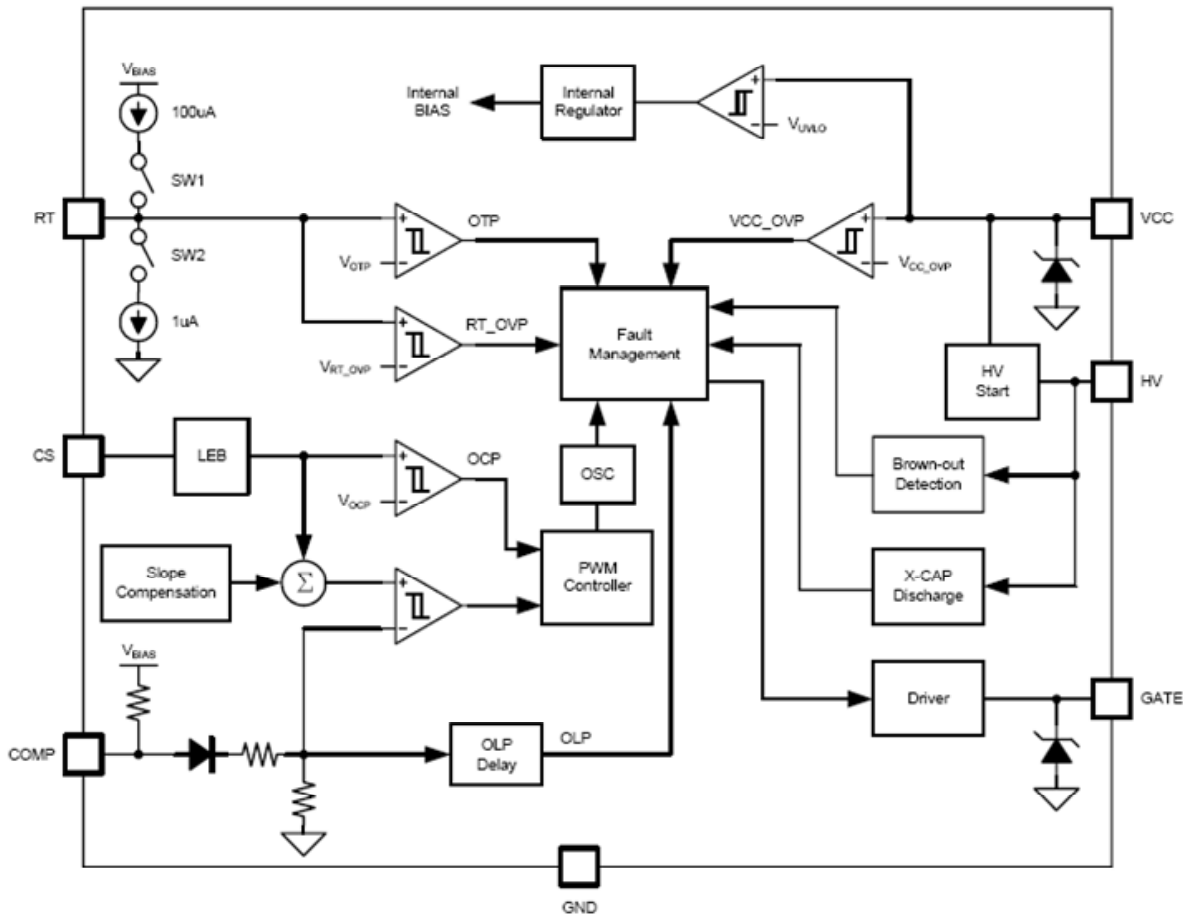 VBIAS
100uA
SW1
RT
SW2
1uA
Internal
BIAS
Internal
Regulator
+
−
VUVLO
+
−
VOTP
OTP
VCC_OVP
+
−
VCC_OVP
VCC
+
−
VRT_OVP
RT_OVP
Fault
Management
HV
Start
HV
CS
LEB
+
−
VOCP
OCP
OSC
Brown-out
Detection
Slope
Compensation
Σ
+
−
PWM
Controller
X-CAP
Discharge
VBIAS
COMP
OLP
Delay
OLP
Driver
GATE
GND